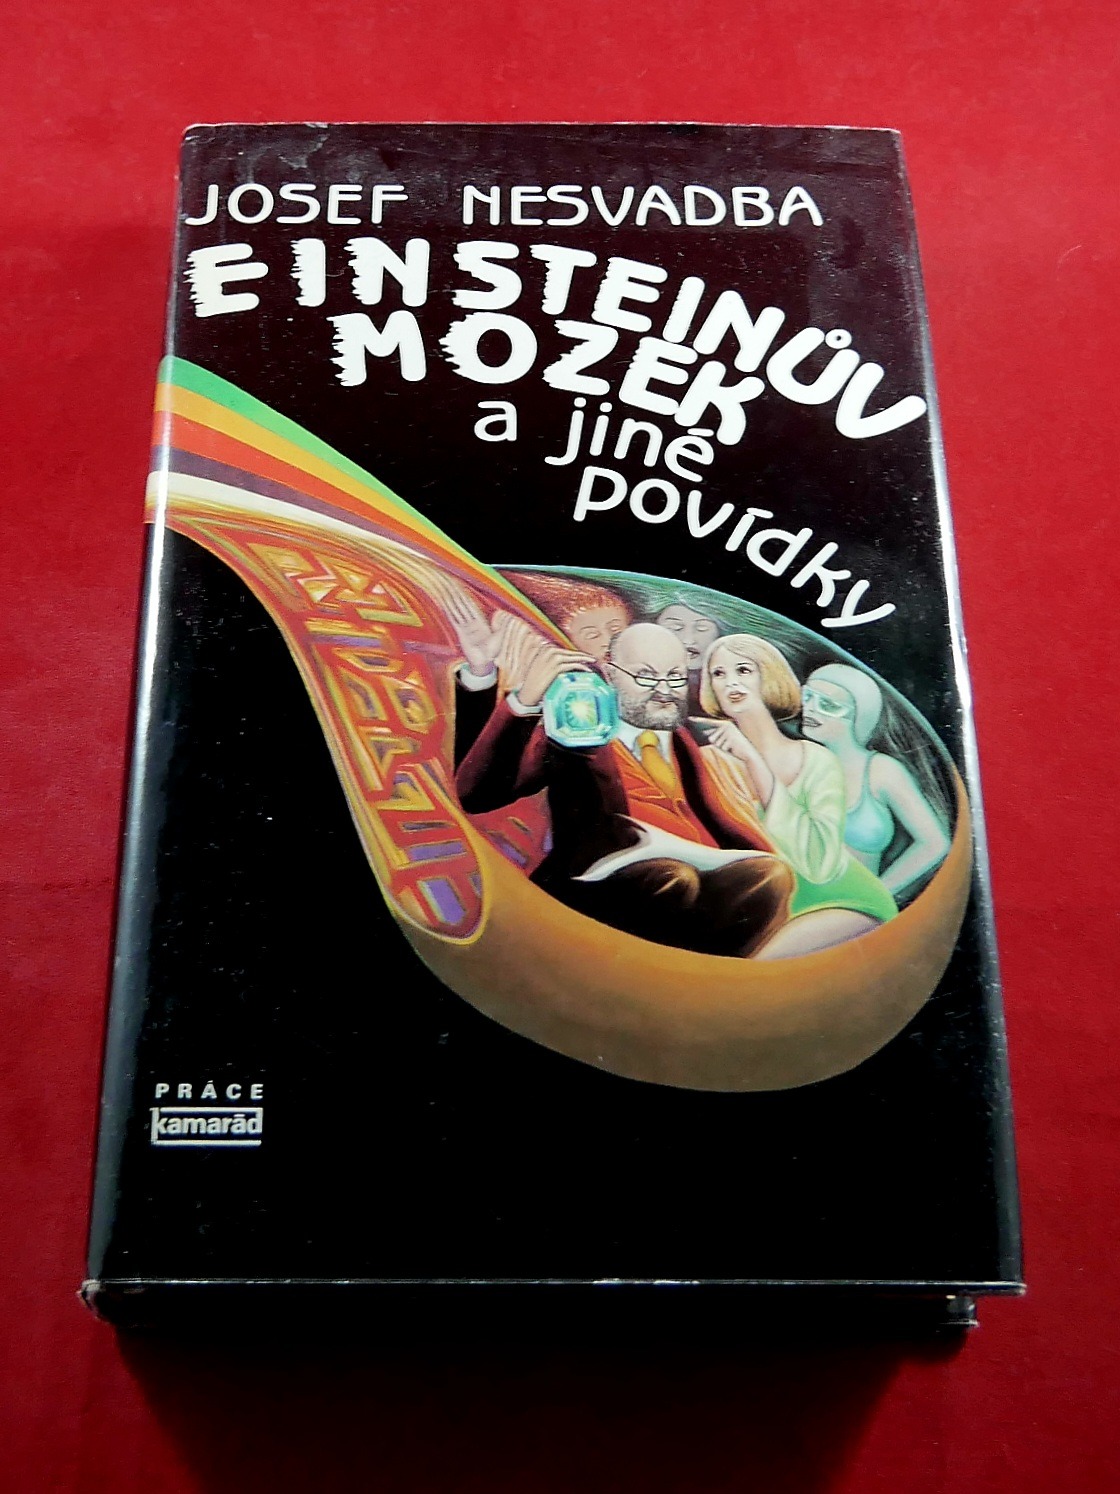 JOSEF NESVADBA
EINSTEINŮV
MOZEK
a jiné
povídky
PRÁCE
kamarád